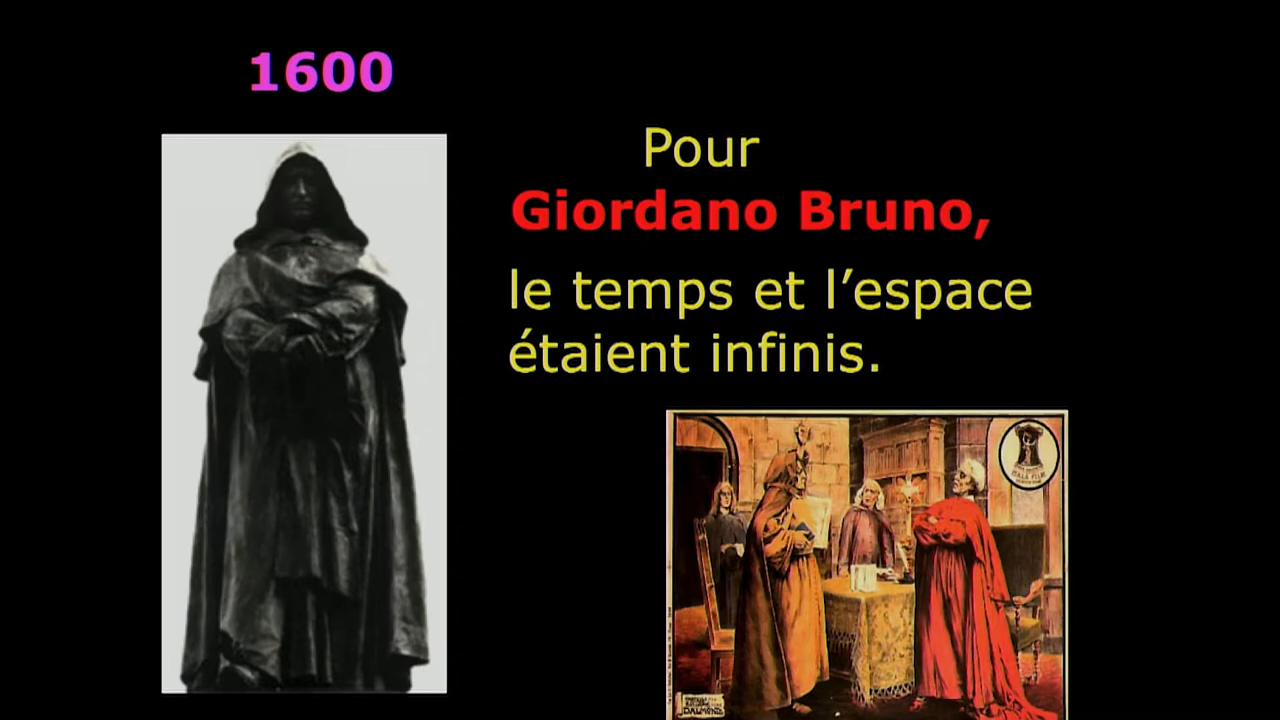 1600
Pour
Giordano Bruno,
le temps et l’espace
étaient infinis.